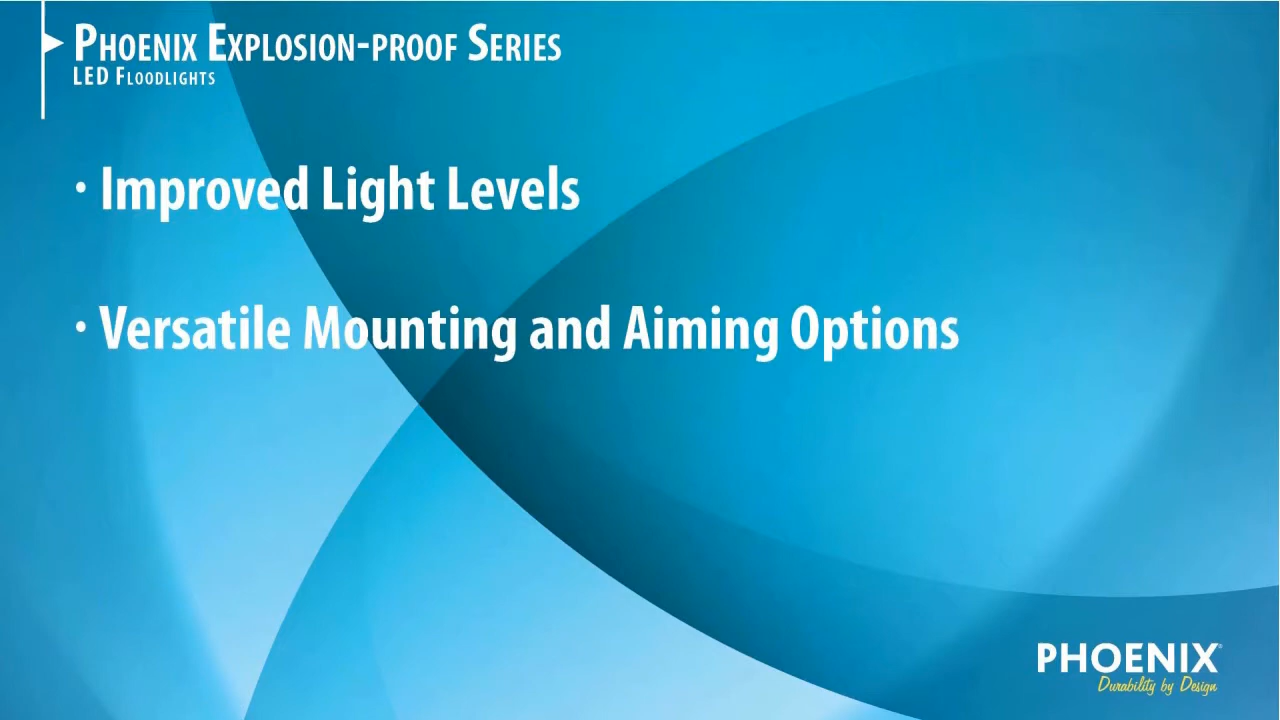 Phoenix Explosion-proof Series
LED Floodlights
· Improved Light Levels
· Versatile Mounting and Aiming Options
PHOENIX®
Durability by Design